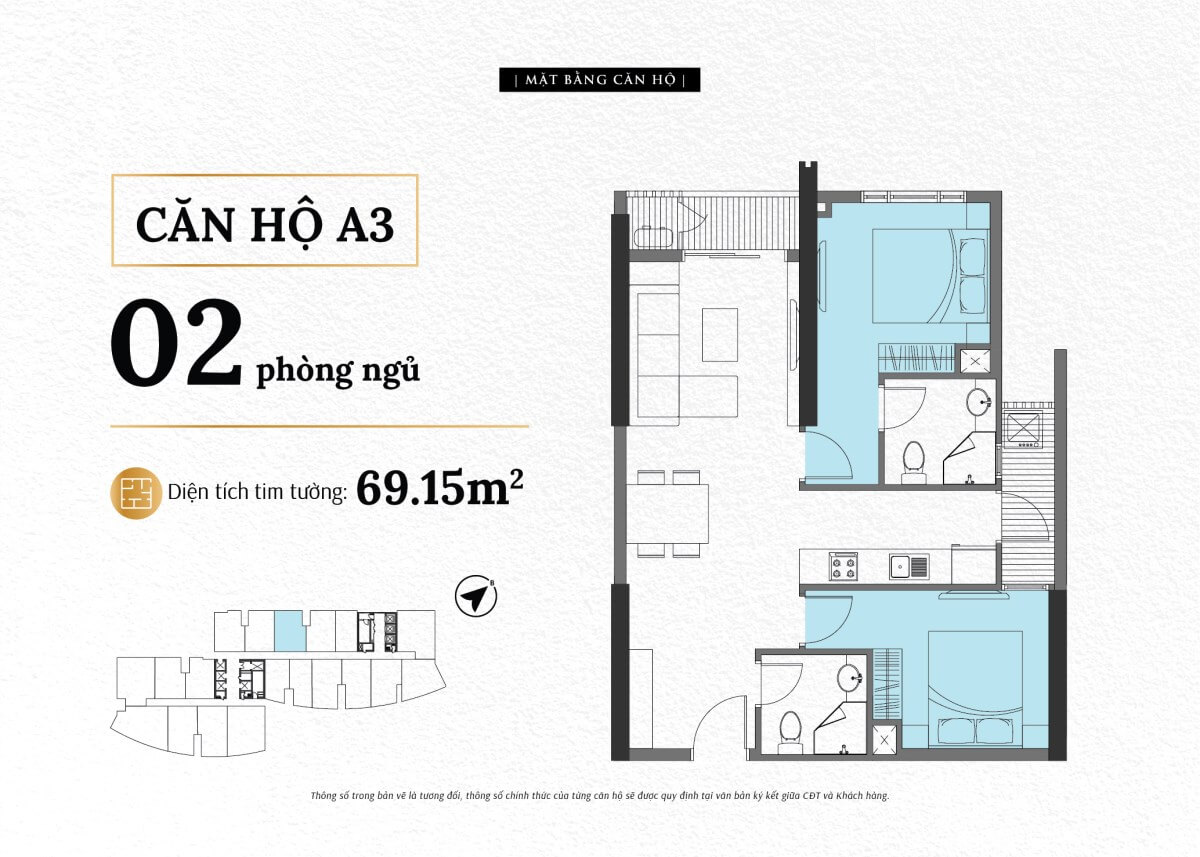 | MẶT BẰNG CĂN HỘ |
CĂN HỘ A3
02 phòng ngủ
Diện tích tim tường: 69.15m²
B
Thông số trong bản vẽ là tương đối, thông số chính thức của từng căn hộ sẽ được quy định tại văn bản ký kết giữa CĐT và Khách hàng.